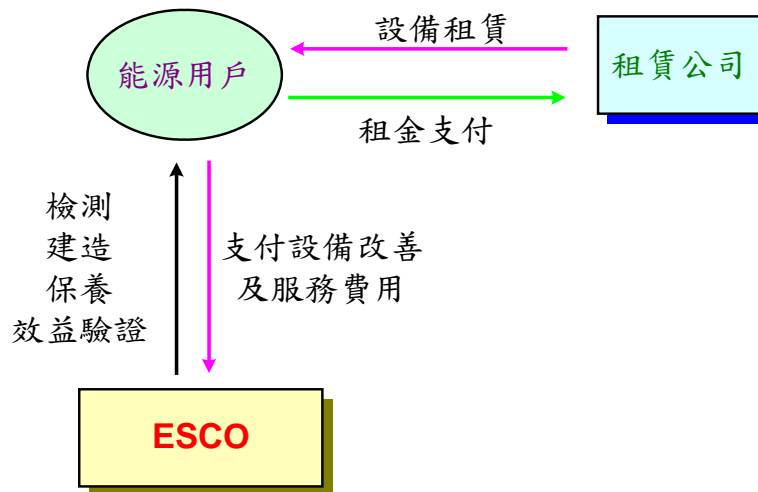 設備租賃
能源用戶
租賃公司
租金支付
檢測
建造
保養
效益驗證
支付設備改善
及服務費用
ESCO